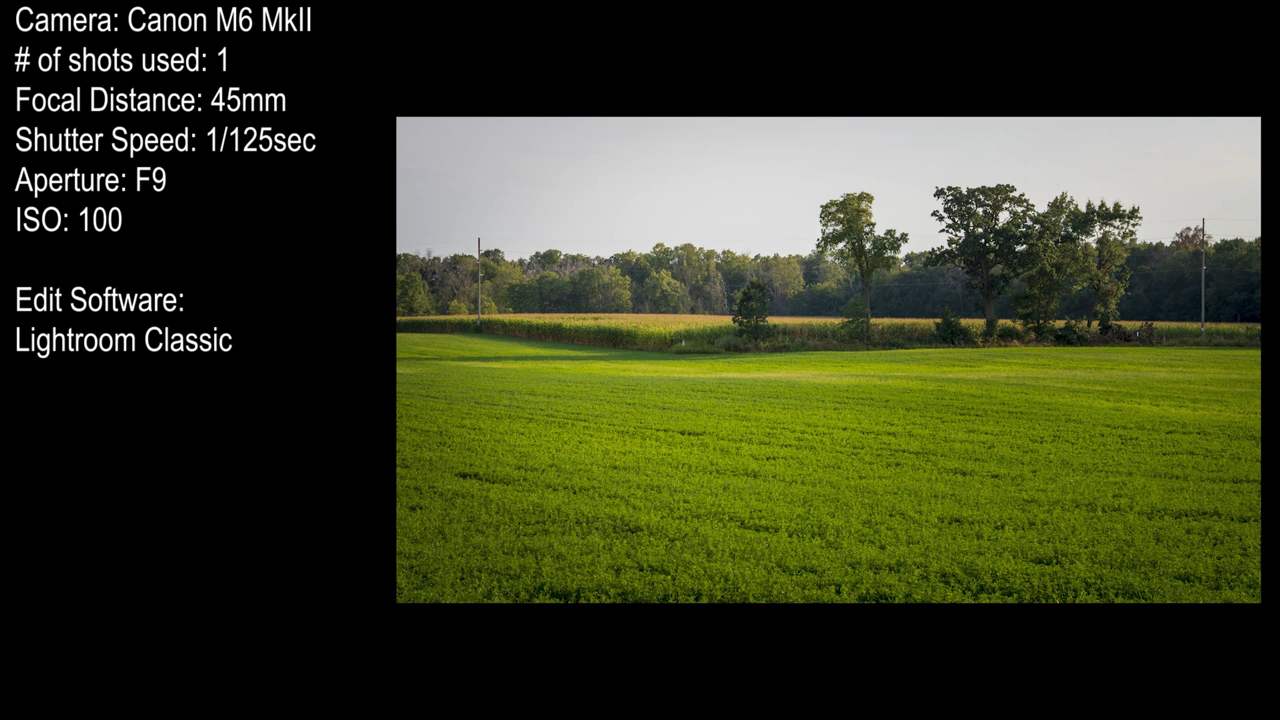 Camera: Canon M6 MkII
# of shots used: 1
Focal Distance: 45mm
Shutter Speed: 1/125sec
Aperture: F9
ISO: 100
Edit Software:
Lightroom Classic